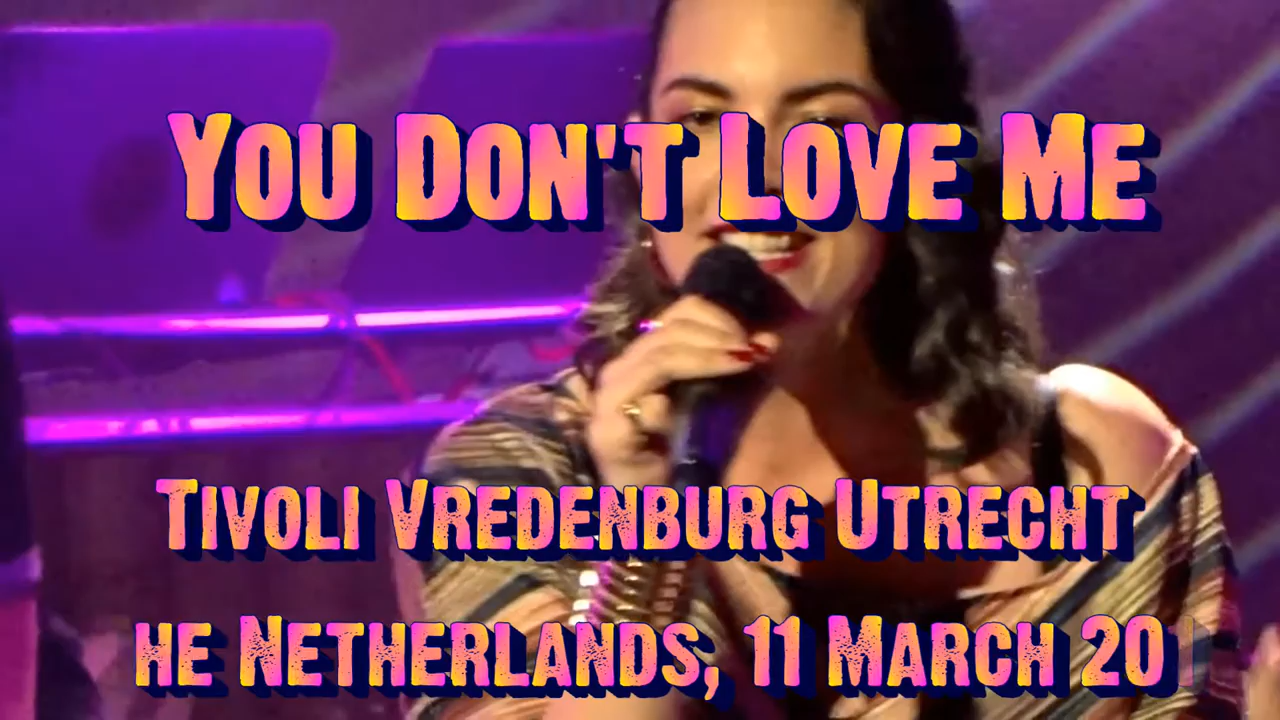 You Don't Love Me
Tivoli Vredenburg Utrecht
he Netherlands, 11 March 20